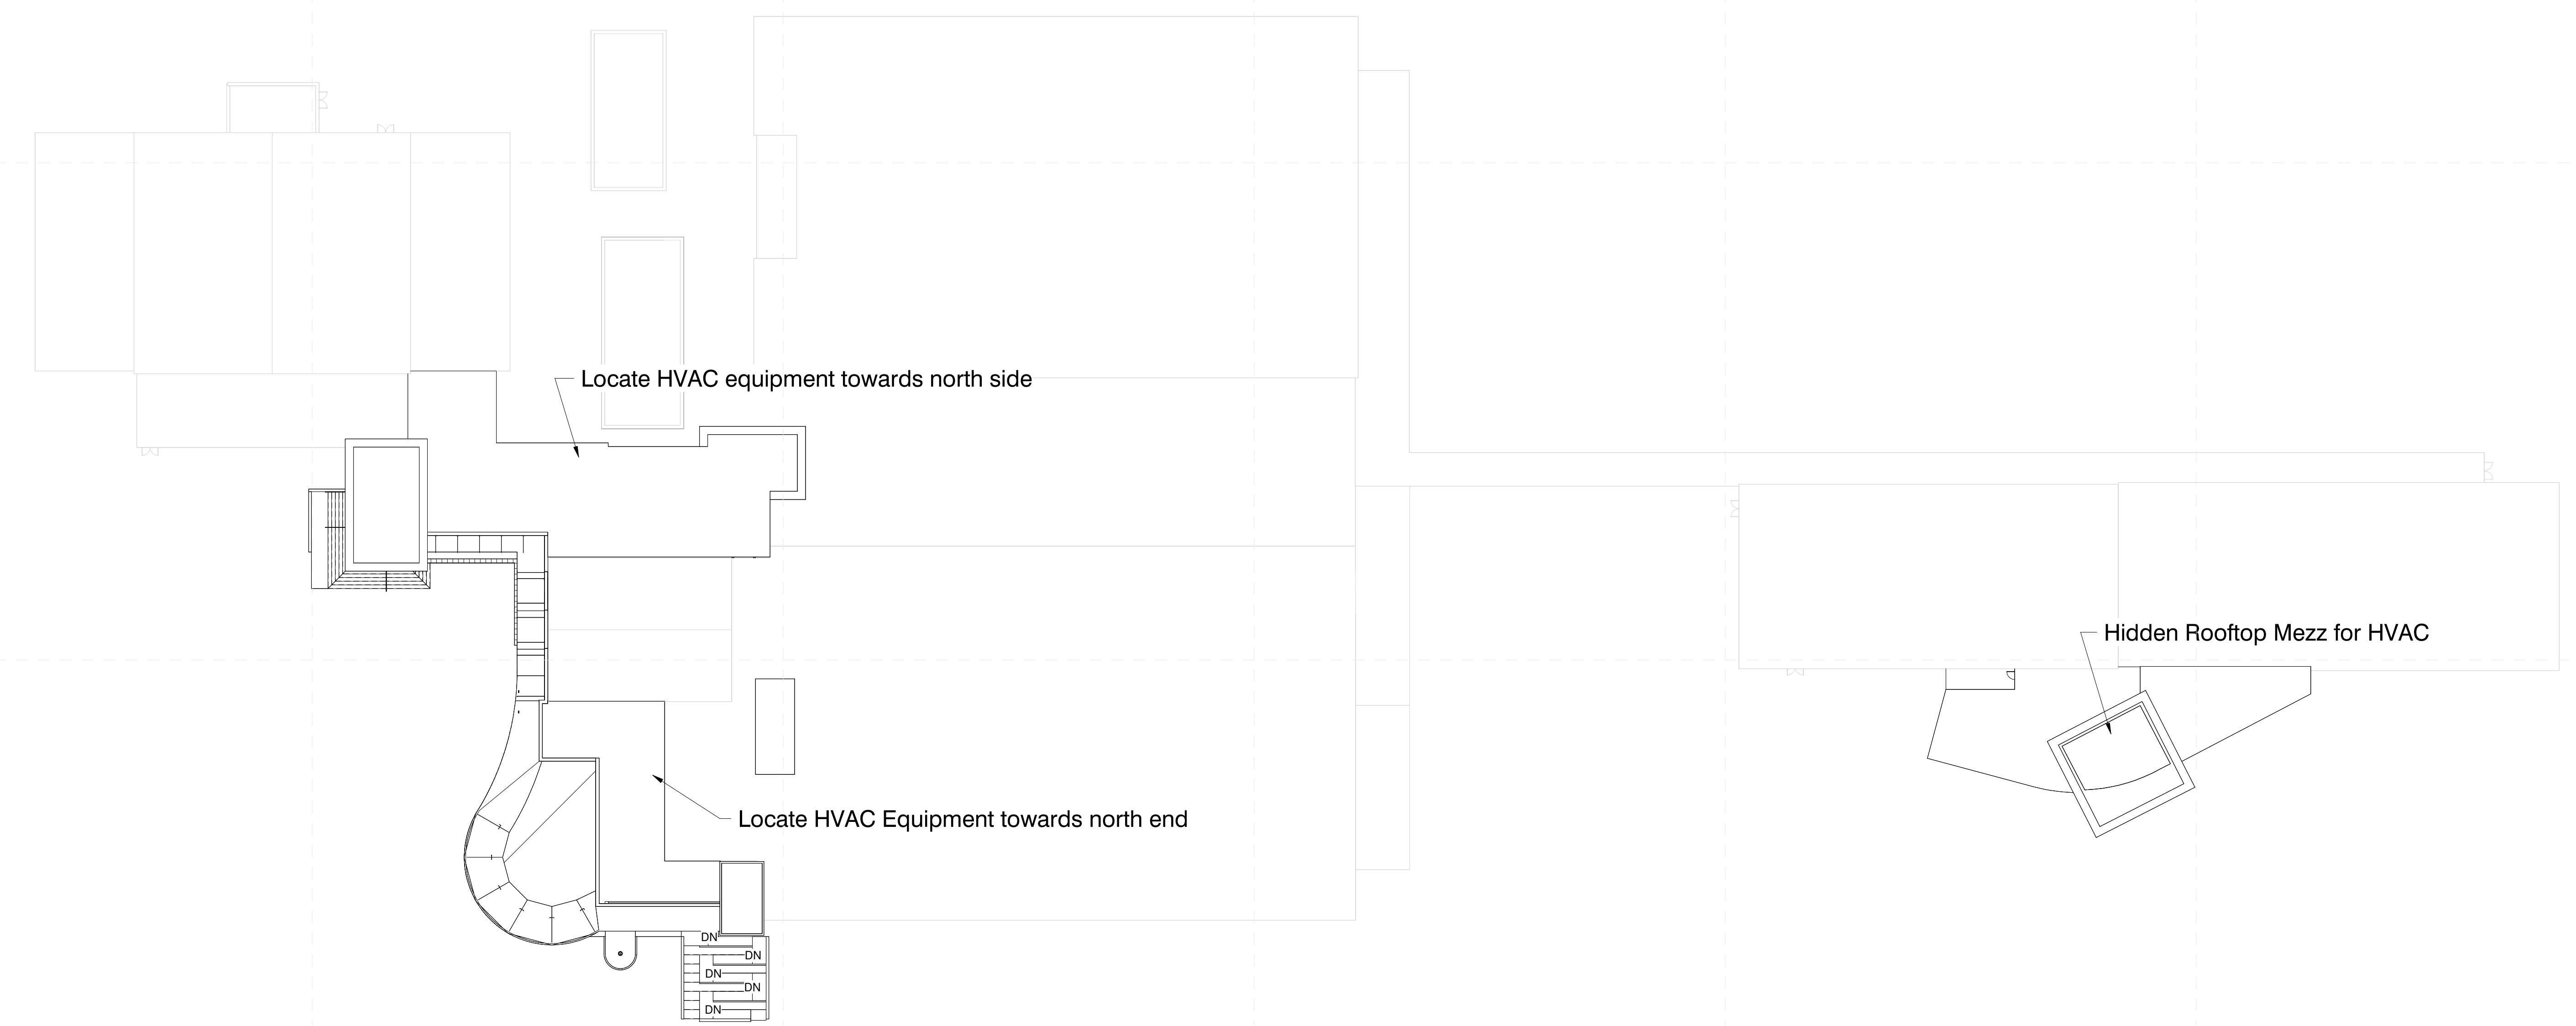 Locate HVAC equipment towards north side
Hidden Rooftop Mezz for HVAC
Locate HVAC Equipment towards north end
DN
DN
DN
DN
DN